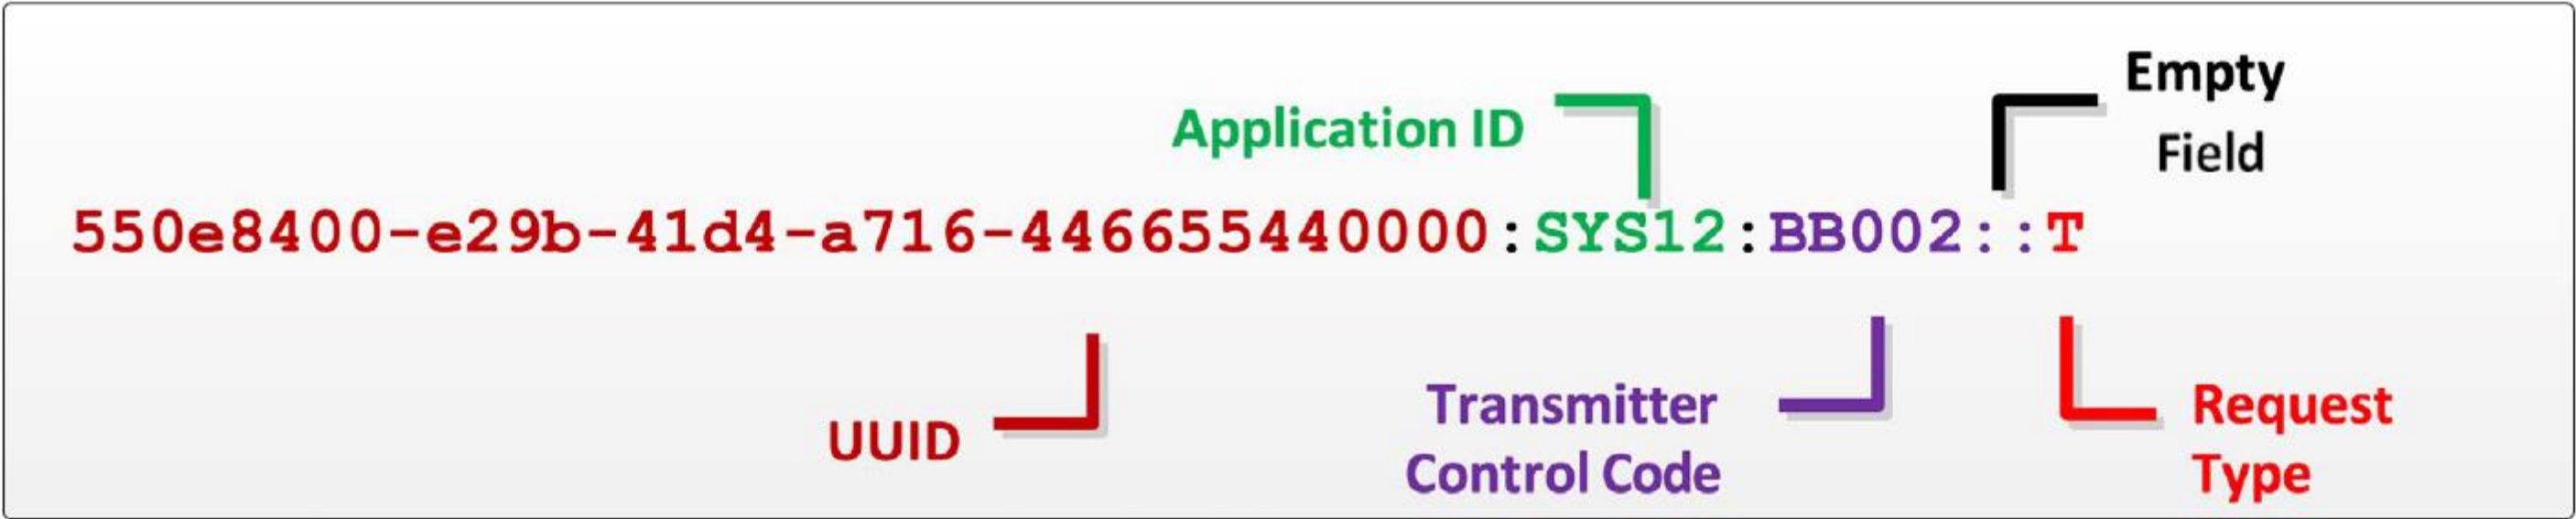 Empty
Field
Application ID
550e8400-e29b-41d4-a716-446655440000:SYS12:BB002::T
UUID
Transmitter
Control Code
Request
Type